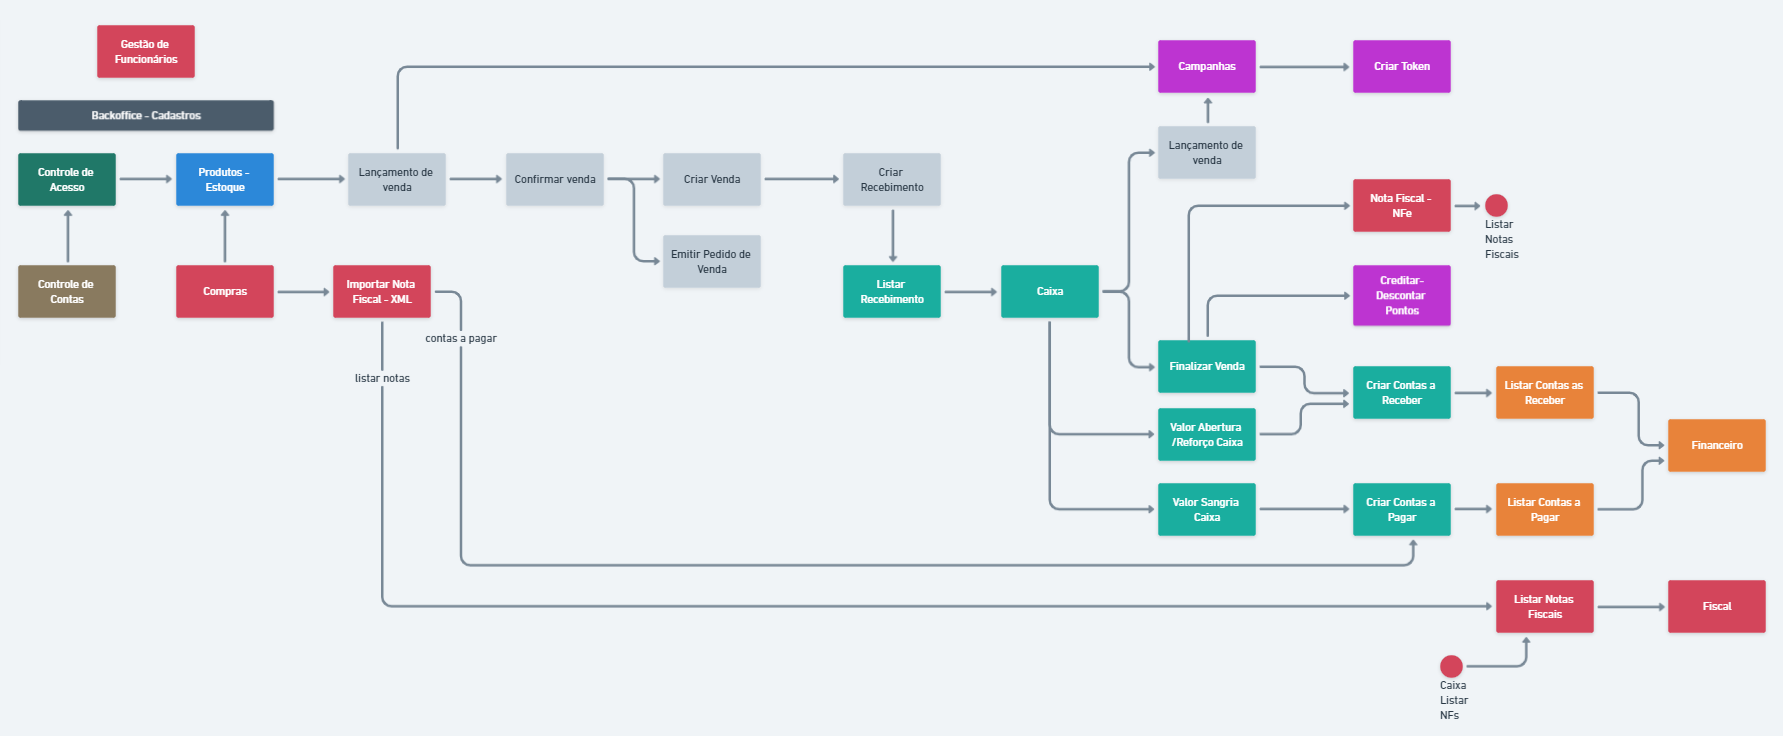 Gestão de
Funcionários
Backoffice - Cadastros
Controle de
Acesso
Produtos -
Estoque
Lançamento de
venda
Confirmar venda
Criar Venda
Criar
Recebimento
Emitir Pedido de
Venda
Controle de
Contas
Compras
Importar Nota
Fiscal - XML
contas a pagar
listar notas
Listar
Recebimento
Caixa
Campanhas
Criar Token
Lançamento de
venda
Nota Fiscal -
NFe
Listar
Notas
Fiscais
Creditar-
Descontar
Pontos
Finalizar Venda
Criar Contas a
Receber
Listar Contas as
Receber
Valor Abertura
/Reforço Caixa
Financeiro
Valor Sangria
Caixa
Criar Contas a
Pagar
Listar Contas a
Pagar
Listar Notas
Fiscais
Fiscal
Caixa
Listar
NFs